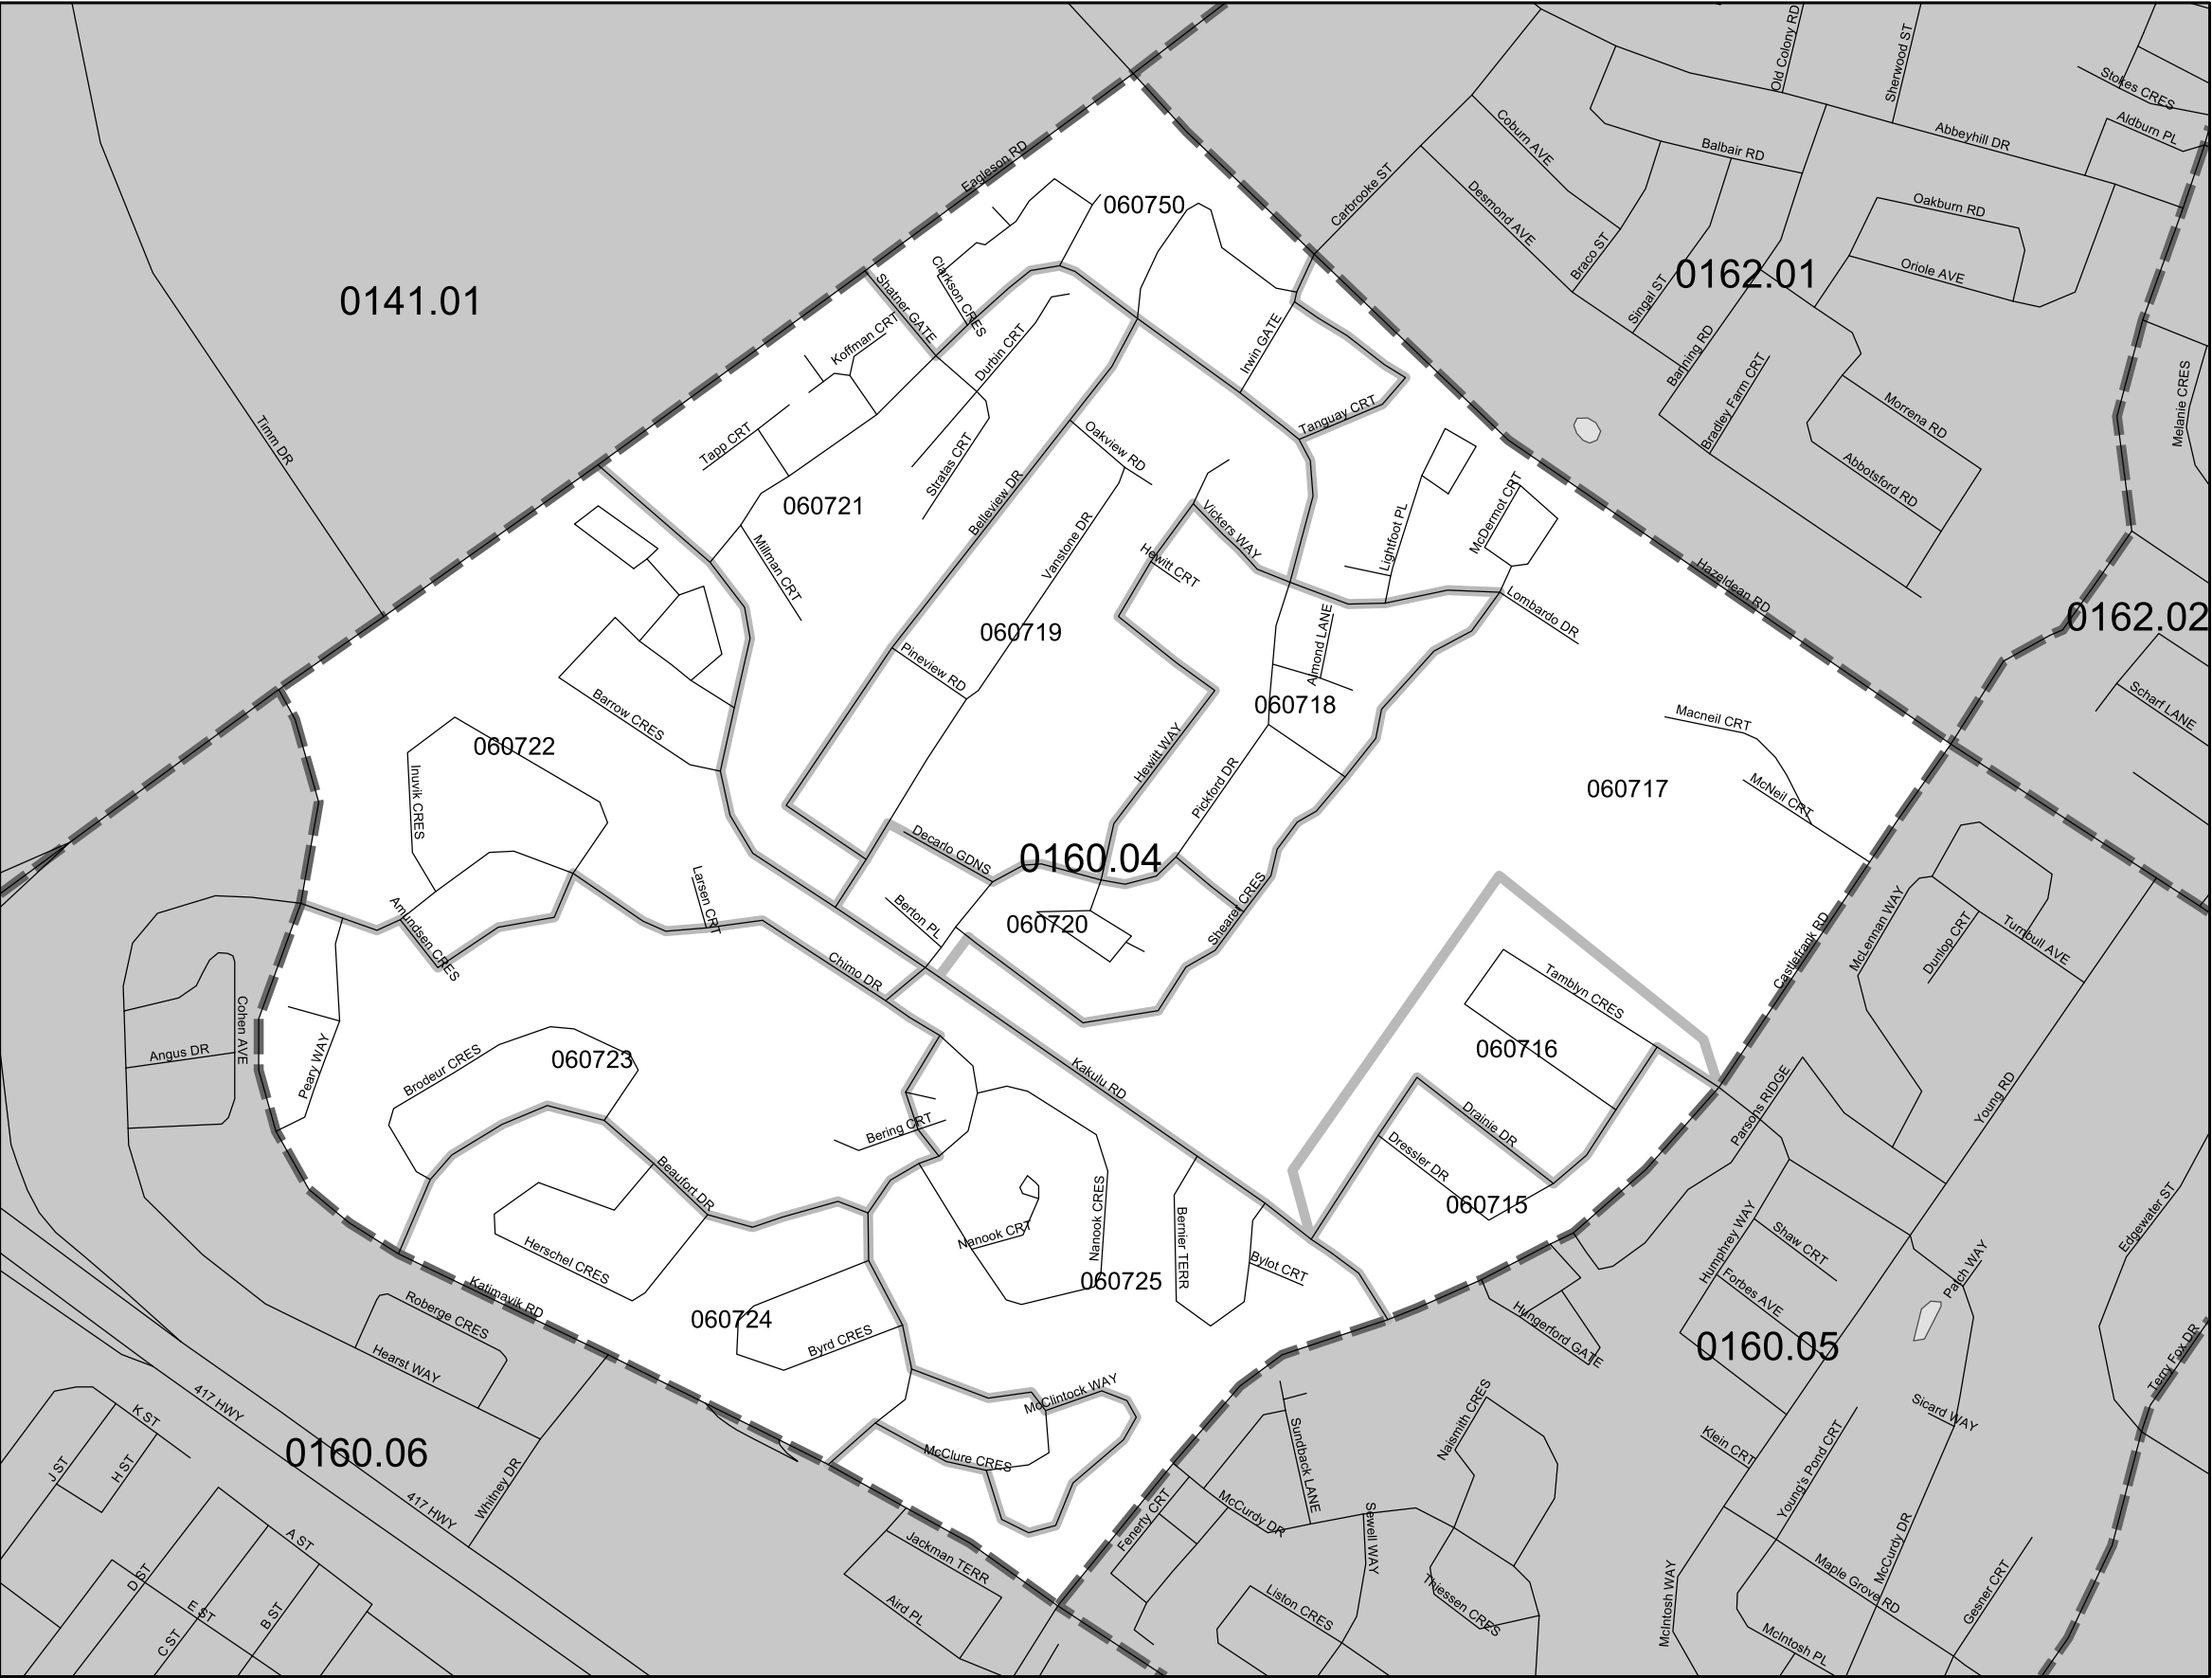 Old Colony RD
Sherwood ST
Stokes CRES
Aldburn PL
Abbeyhill DR
Coburn AVE
Balbair RD
Eagleson RD
Carbrooke ST
Desmond AVE
Oakburn RD
060750
Braco ST
0162.01
Oriole AVE
0141.01
Shatner GATE
Clarkson CRES
Singal ST
Koffman CRT
Durbin CRT
Irwin GATE
Banning RD
Bradley Farm CRT
Melanie CRES
Morrena RD
Timm DR
Tapp CRT
Stratas CRT
Oakview RD
Tanguay CRT
Abbotsford RD
060721
Belleview DR
Vickers WAY
Lightfoot PL
McDermot CRT
Millman CRT
Vanstone DR
Hewitt CRT
Hazeldean RD
Lombardo DR
0162.02
060719
Almond LANE
Pineview RD
Barrow CRES
060718
Scharf LANE
Macneil CRT
060722
Hewitt WAY
Inuvik CRES
Pickford DR
060717
McNeil CRT
Decarlo GDNS
0160.04
Larsen CRT
Amundsen CRES
Berton PL
060720
Shearer CRES
McLennan WAY
Dunlop CRT
Turnbull AVE
Castlefrank RD
Chimo DR
Tamblyn CRES
Cohen AVE
Angus DR
Peary WAY
Brodeur CRES
060723
060716
Kakulu RD
Young RD
Parsons RIDGE
Drainie DR
Bering CRT
Dressler DR
Beaufort DR
060715
Nanook CRT
Nanook CRES
Bernier TERR
Humphrey WAY
Shaw CRT
Edgewater ST
Herschel CRES
Bylot CRT
060725
Forbes AVE
Palch WAY
Katimavik RD
Roberge CRES
060724
Hungerford GATE
0160.05
Hearst WAY
Byrd CRES
Terry Fox DR
417 HWY
McClintock WAY
K ST
Naismith CRES
Sicard WAY
0160.06
J ST
H ST
McClure CRES
Sundback LANE
Klein CRT
Young's Pond CRT
Whitney DR
417 HWY
McCurdy DR
Fenerty CRT
Sewell WAY
A ST
Jackman TERR
McCurdy DR
Maple Grove RD
D ST
E ST
B ST
C ST
Aird PL
Liston CRES
Thiessen CRES
McIntosh WAY
McIntosh PL
Gesner CRT